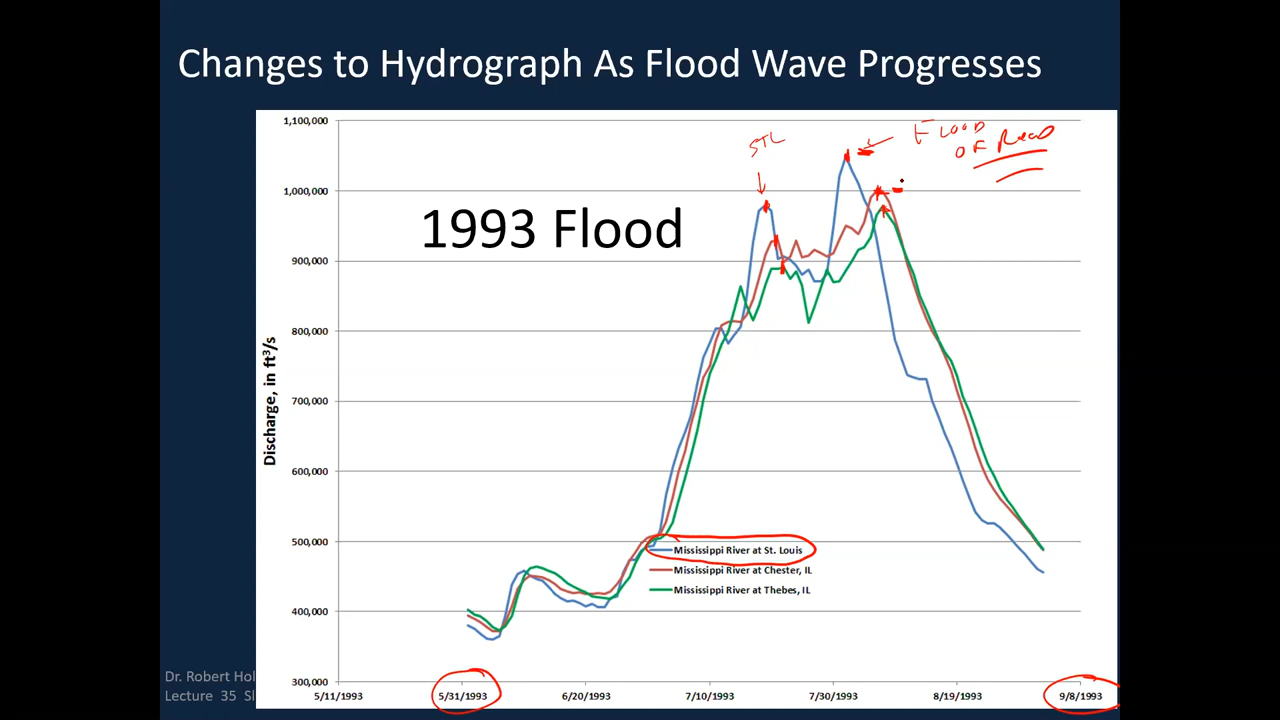 Changes to Hydrograph As Flood Wave Progresses
1,100,000
1,000,000
900,000
800,000
700,000
600,000
500,000
400,000
300,000
Discharge, in ft³/s
1993 Flood
STL
FLOOD
OF
Mississippi River at St. Louis
Mississippi River at Chester, IL
Mississippi River at Thebes, IL
5/11/1993 5/31/1993 6/20/1993 7/10/1993 7/30/1993 8/19/1993 9/8/1993
Dr. Robert Hol
Lecture 35 Sl